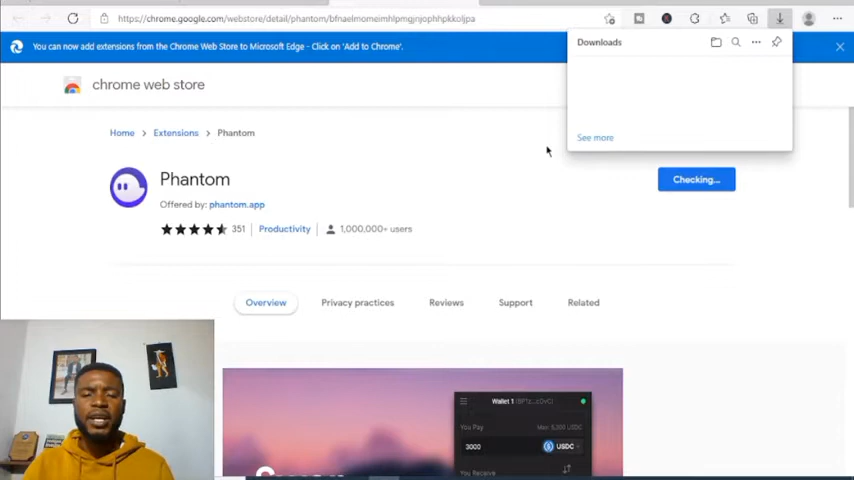 https://chrome.google.com/webstore/detail/phantom/bfnaelmomeimhlpmgjnjophhpkkoljpa
You can now add extensions from the Chrome Web Store to Microsoft Edge - Click on 'Add to Chrome'.
Downloads
See more
chrome web store
Home > Extensions > Phantom
Phantom
Checking...
Offered by: phantom.app
351 Productivity 1,000,000+ users
Overview Privacy practices Reviews Support Related
You Pay
3000 USDC
You Receive